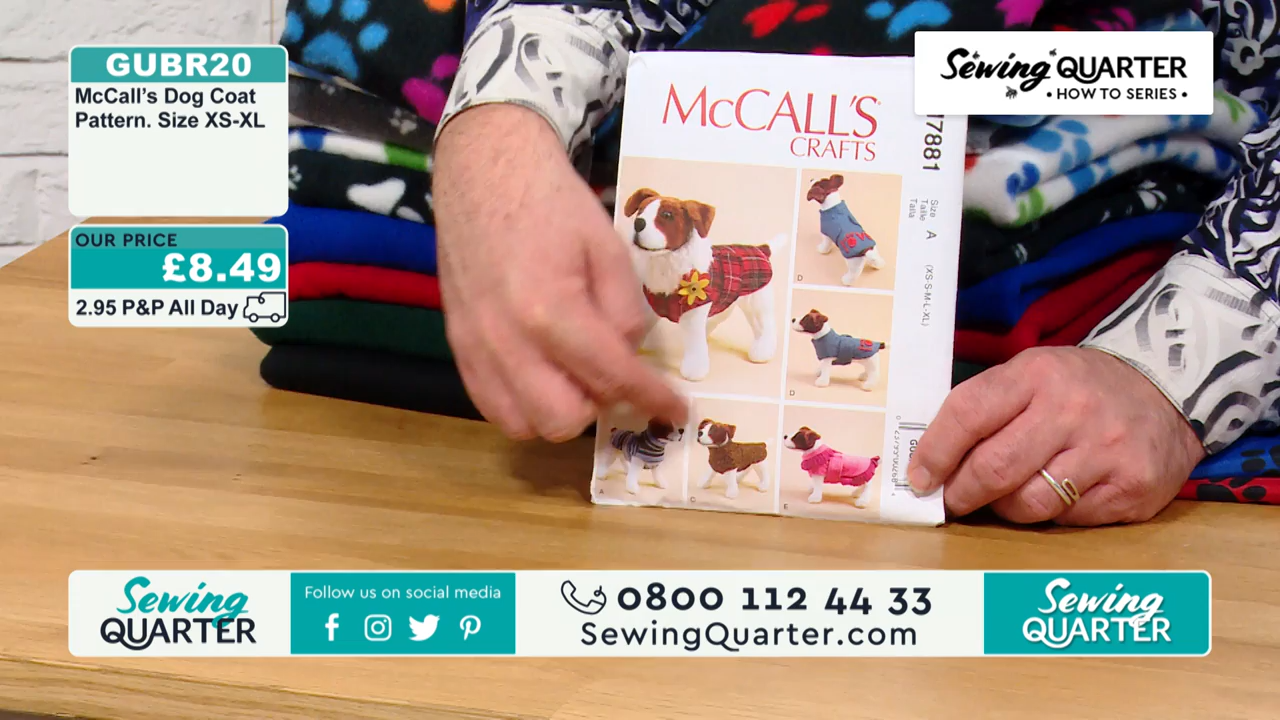 GUBR20
McCall's Dog Coat
Pattern. Size XS-XL
OUR PRICE
£8.49
2.95 P&P All Day
McCALL'S
CRAFTS
7881
Size
Taille
Talla
A
(XS-S-M-L-XL)
D
D
A
C
E
Sewing QUARTER
• HOW TO SERIES •
Sewing
QUARTER
Follow us on social media
0800 112 44 33
SewingQuarter.com
Sewing
QUARTER